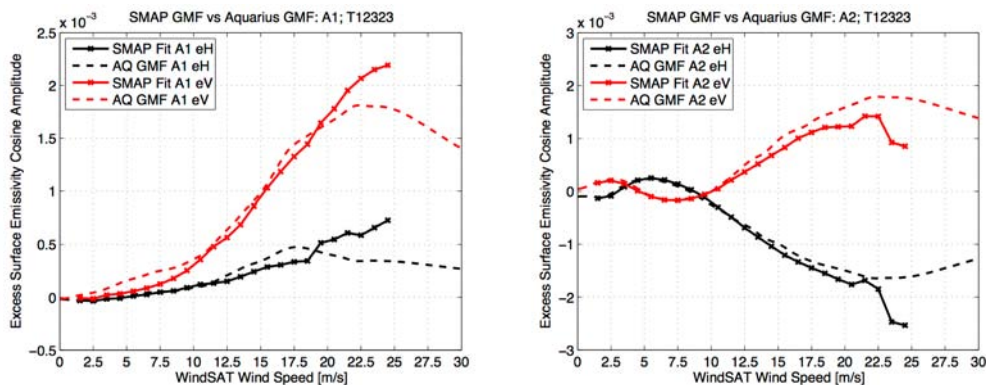 SMAP GMF vs Aquarius GMF: A1; T12323
x 10⁻³
2.5
2
1.5
1
0.5
0
−0.5
Excess Surface Emissivity Cosine Amplitude
SMAP Fit A1 eH
AQ GMF A1 eH
SMAP Fit A1 eV
AQ GMF A1 eV
0 2.5 5 7.5 10 12.5 15 17.5 20 22.5 25 27.5 30
WindSAT Wind Speed [m/s]
SMAP GMF vs Aquarius GMF: A2; T12323
x 10⁻³
3
2
1
0
−1
−2
−3
Excess Surface Emissivity Cosine Amplitude
SMAP Fit A2 eH
AQ GMF A2 eH
SMAP Fit A2 eV
AQ GMF A2 eV
0 2.5 5 7.5 10 12.5 15 17.5 20 22.5 25 27.5 30
WindSAT Wind Speed [m/s]